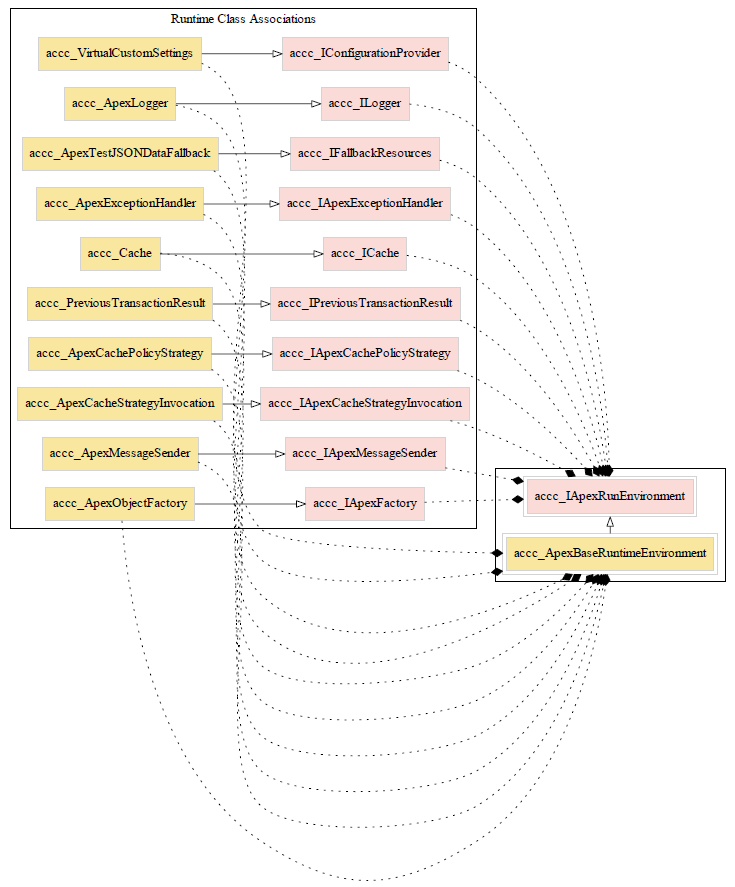 Runtime Class Associations
accc_VirtualCustomSettings
accc_IConfigurationProvider
accc_ApexLogger
accc_ILogger
accc_ApexTestJSONDataFallback
accc_IFallbackResources
accc_ApexExceptionHandler
accc_IApexExceptionHandler
accc_Cache
accc_ICache
accc_PreviousTransactionResult
accc_IPreviousTransactionResult
accc_ApexCachePolicyStrategy
accc_IApexCachePolicyStrategy
accc_ApexCacheStrategyInvocation
accc_IApexCacheStrategyInvocation
accc_ApexMessageSender
accc_IApexMessageSender
accc_ApexObjectFactory
accc_IApexFactory
accc_IApexRunEnvironment
accc_ApexBaseRuntimeEnvironment